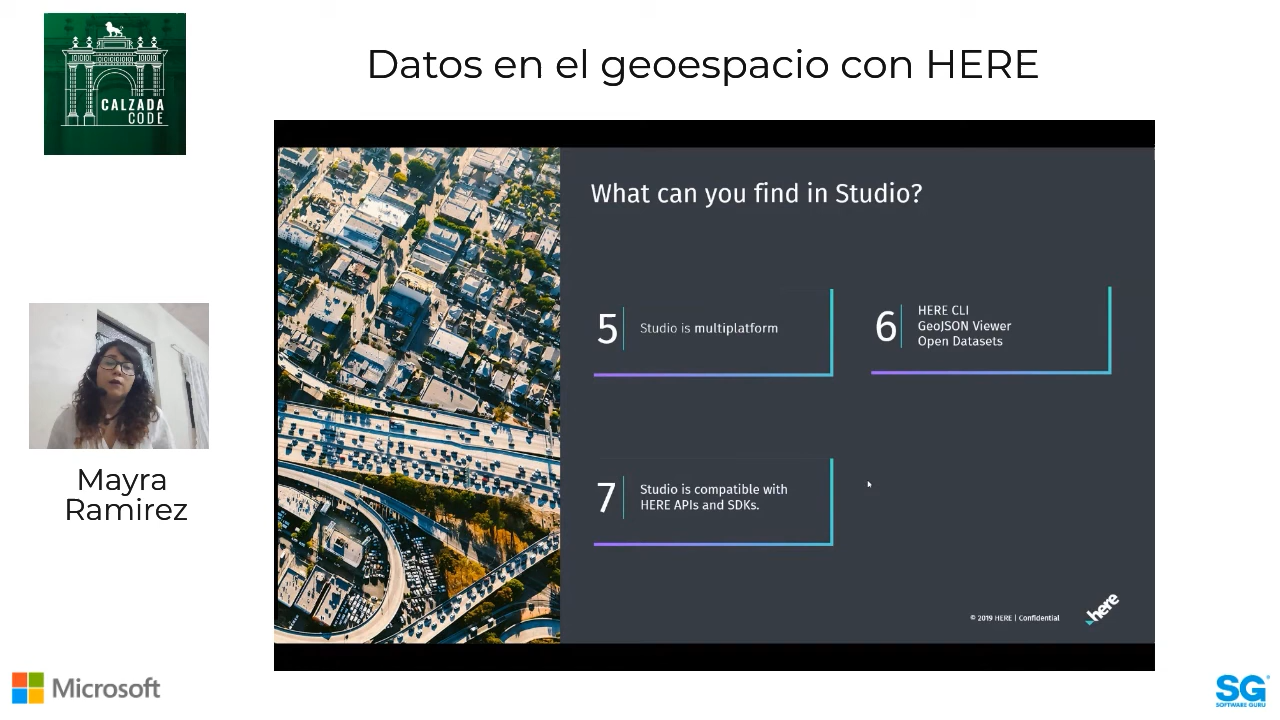 CALZADA
CODE
Datos en el geoespacio con HERE
What can you find in Studio?
5
Studio is multiplatform
6
HERE CLI
GeoJSON Viewer
Open Datasets
7
Studio is compatible with
HERE APIs and SDKs.
© 2019 HERE | Confidential
here
Mayra
Ramirez
Microsoft
SG
SOFTWARE GURU